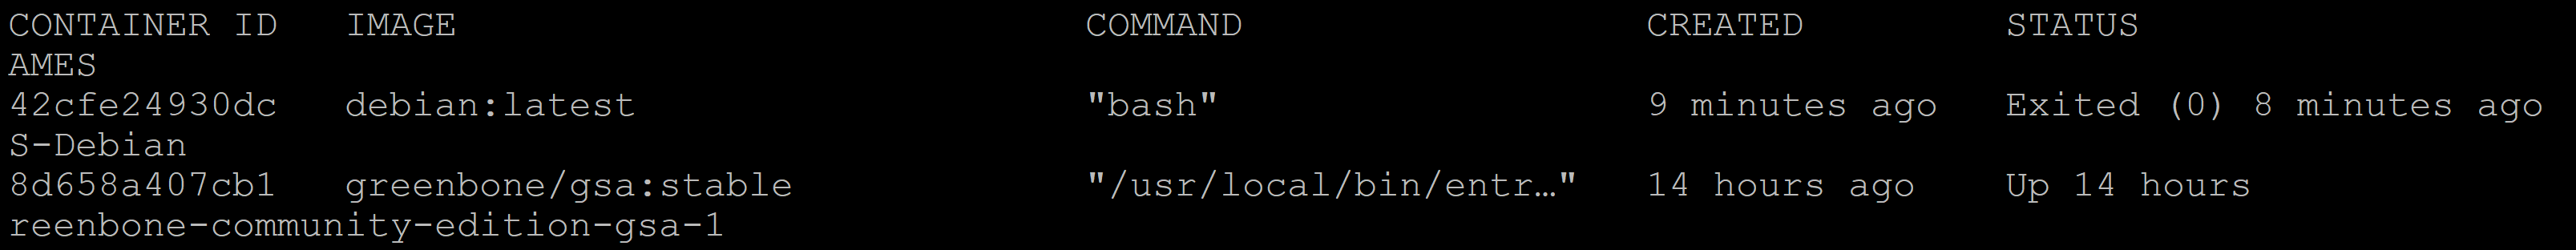 CONTAINER ID   IMAGE                            COMMAND                  CREATED         STATUS
AMES
42cfe24930dc   debian:latest                    "bash"                   9 minutes ago   Exited (0) 8 minutes ago
S-Debian
8d658a407cb1   greenbone/gsa:stable             "/usr/local/bin/entr…"   14 hours ago    Up 14 hours
reenbone-community-edition-gsa-1